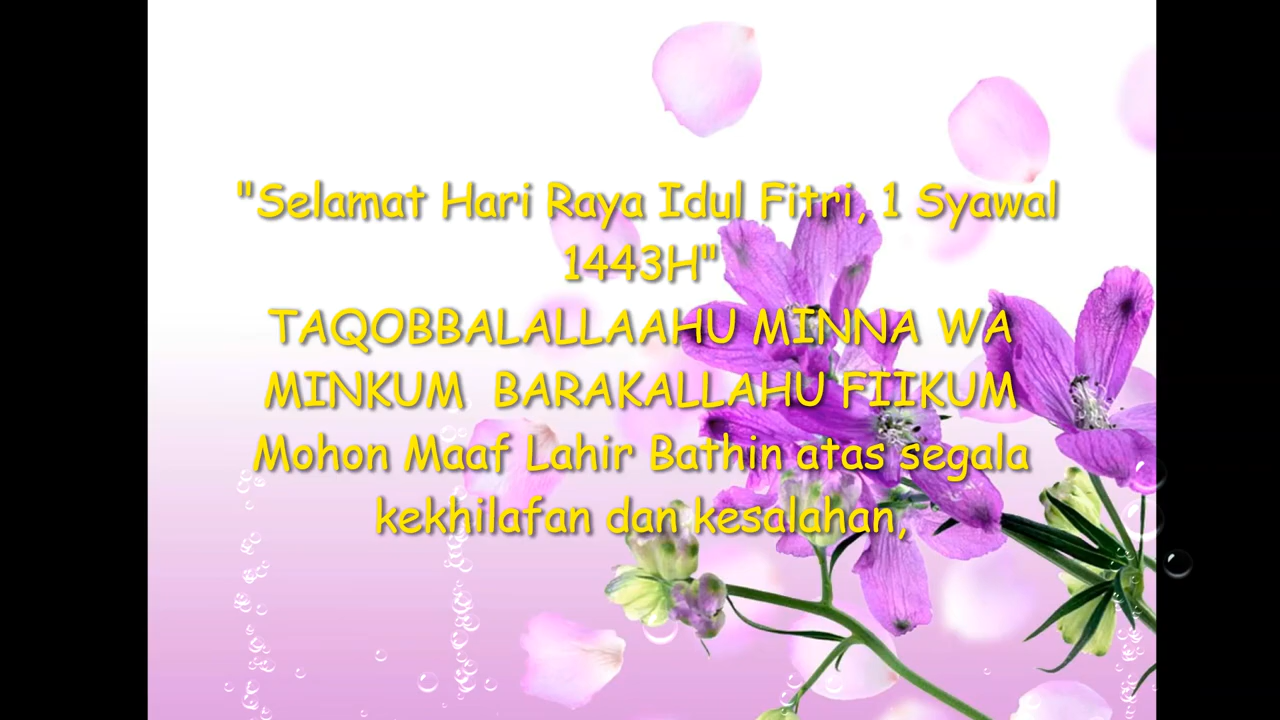 "Selamat Hari Raya Idul Fitri, 1 Syawal
1443H"
TAQOBBALALLAAHU MINNA WA
MINKUM  BARAKALLAHU FIIKUM
Mohon Maaf Lahir Bathin atas segala
kekhilafan dan kesalahan,